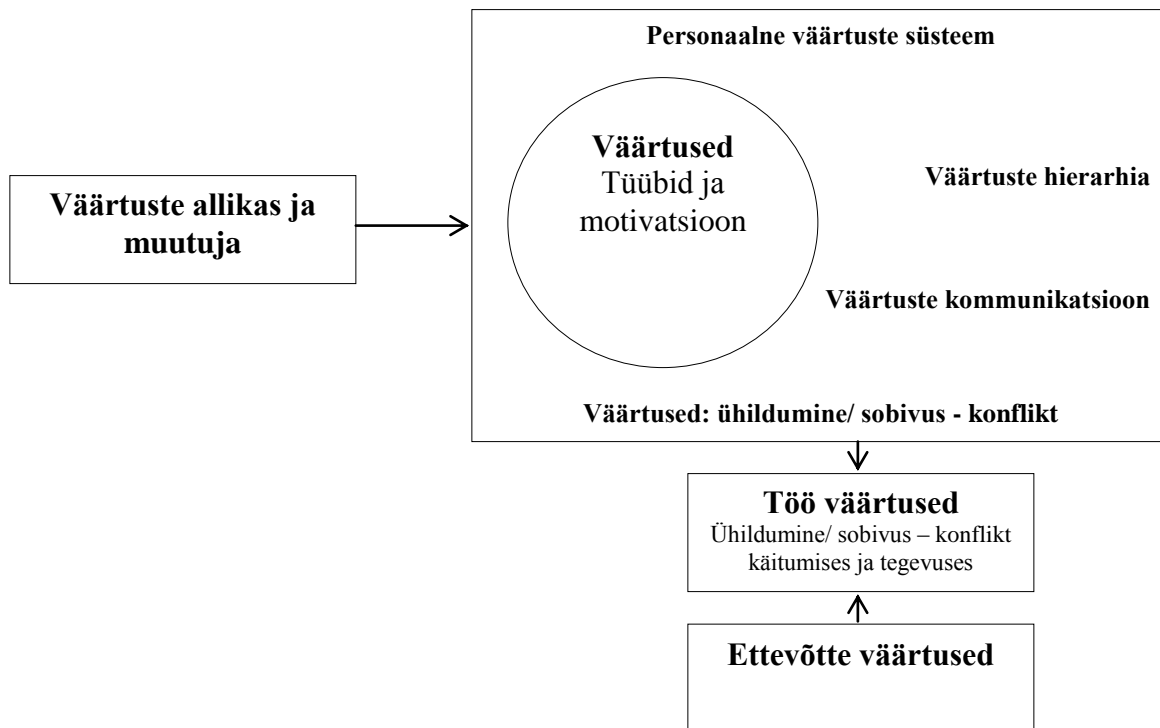 Personaalne väärtuste süsteem
Väärtused
Tüübid ja
motivatsioon
Väärtuste hierarhia
Väärtuste allikas ja
muutuja
Väärtuste kommunikatsioon
Väärtused: ühildumine/ sobivus - konflikt
Töö väärtused
Ühildumine/ sobivus – konflikt
käitumises ja tegevuses
Ettevõtte väärtused